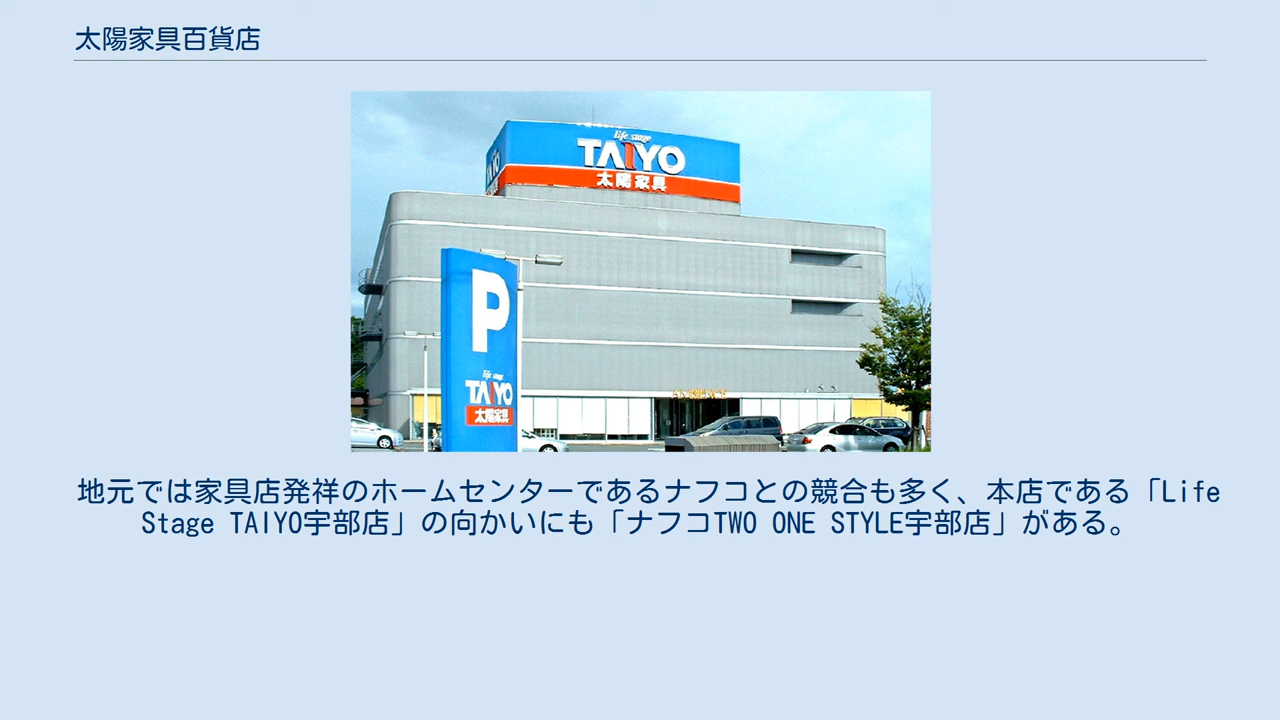 太陽家具百貨店
life stage
TAIYO
太陽家具
P
life stage
TAIYO
太陽家具
地元では家具店発祥のホームセンターであるナフコとの競合も多く、本店である「Life
Stage TAIYO宇部店」の向かいにも「ナフコTWO ONE STYLE宇部店」がある。